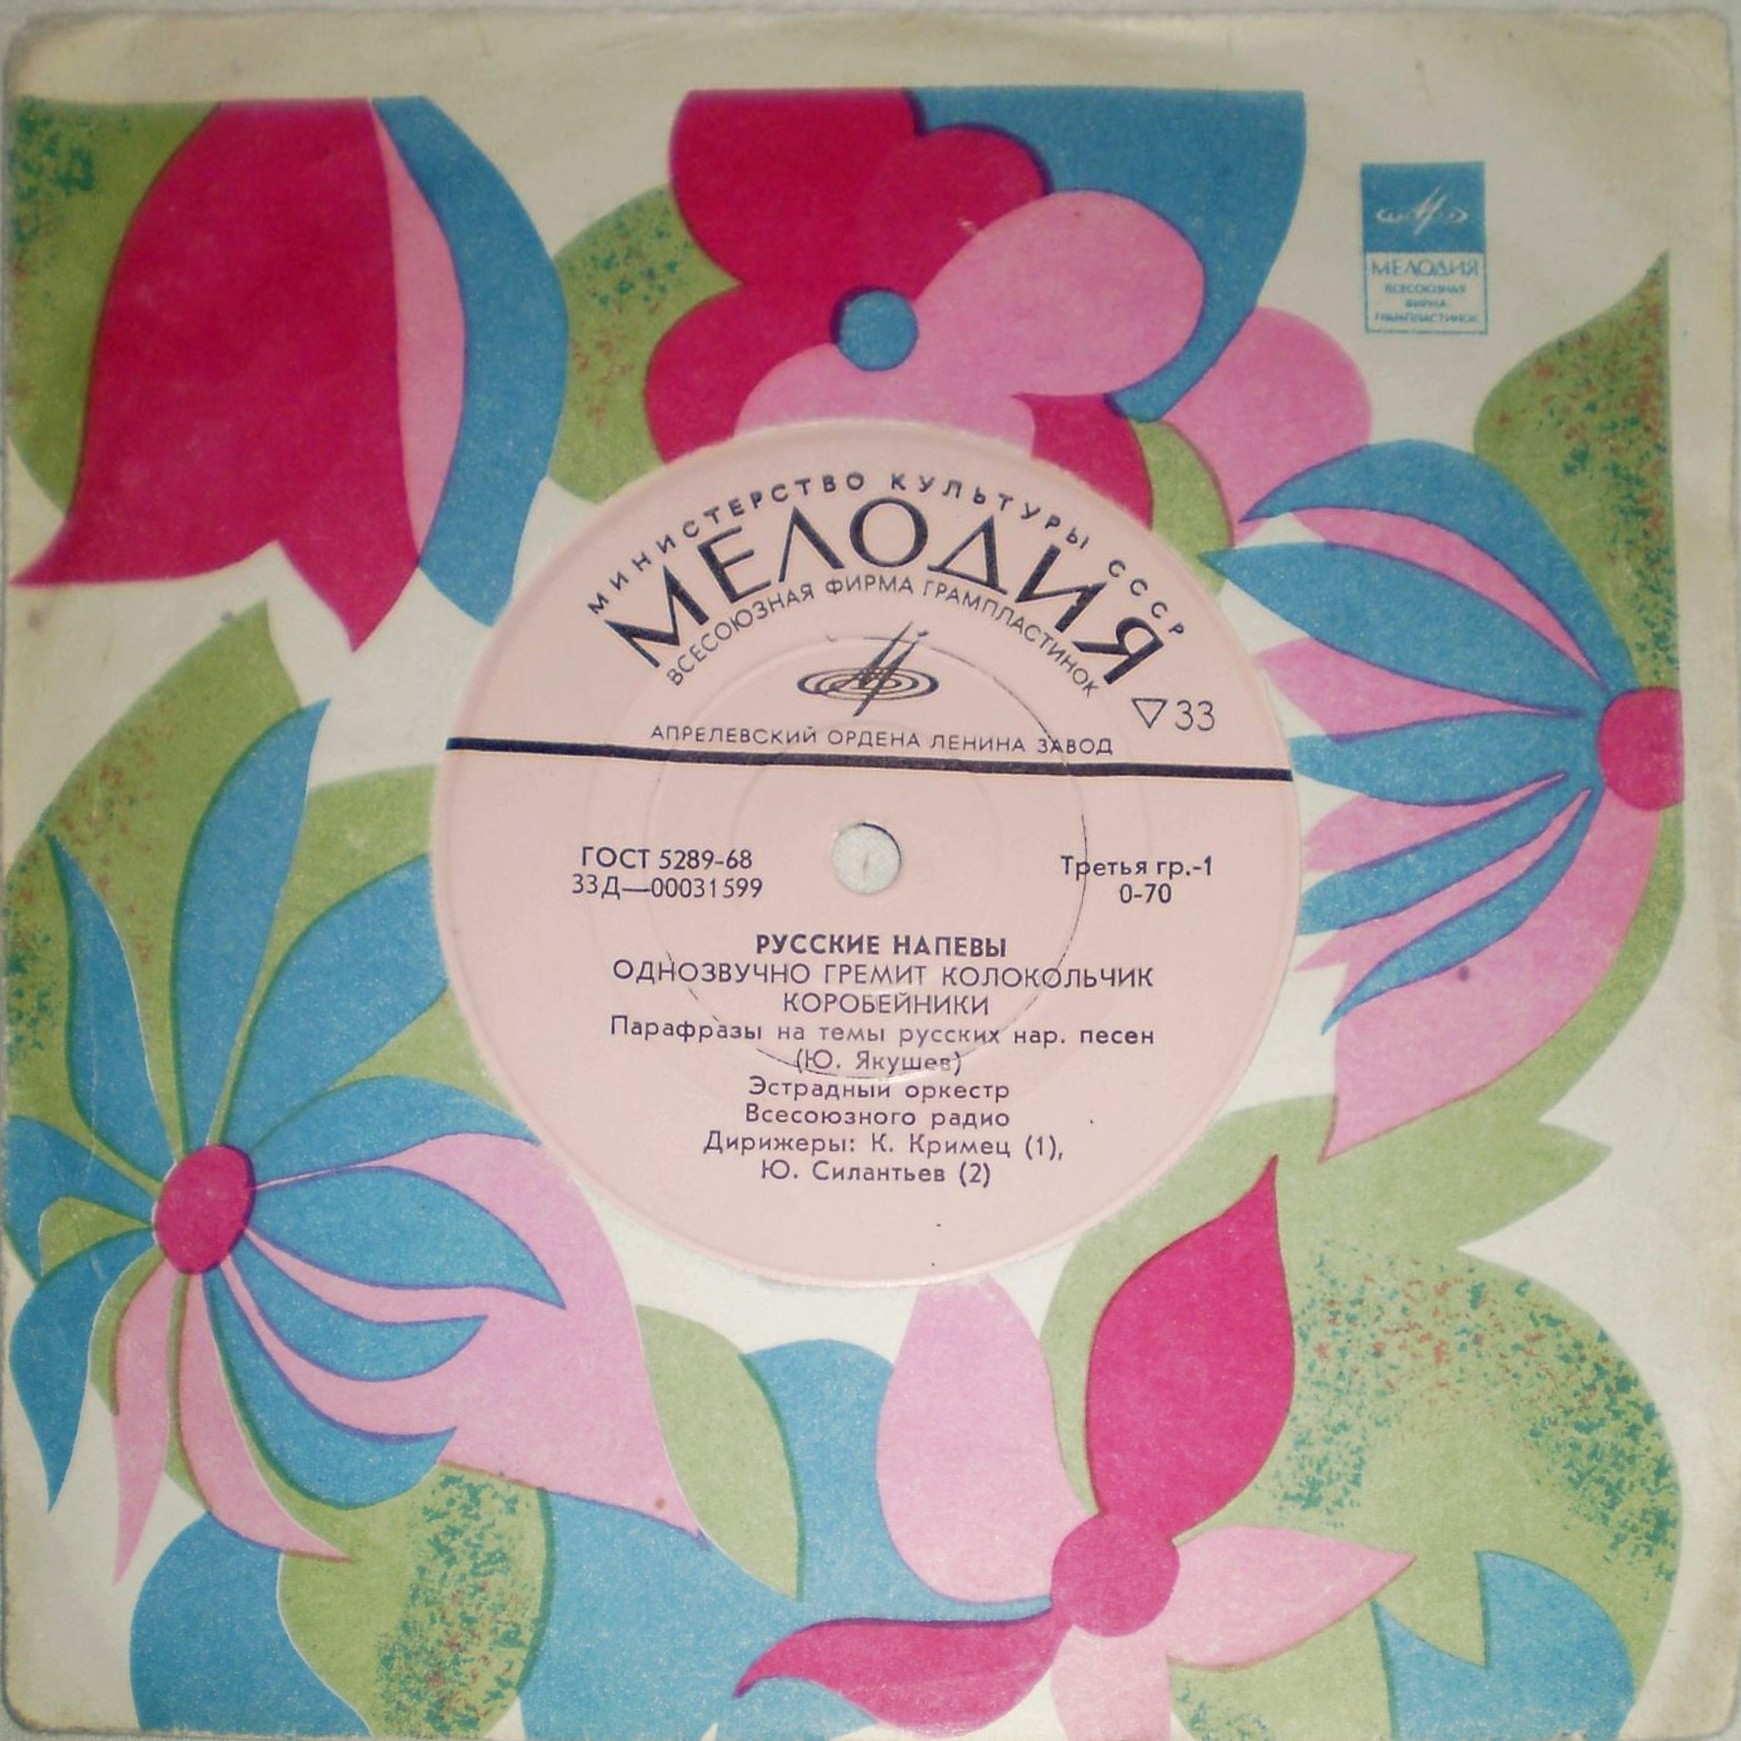 МЕЛОДИЯ
ВСЕСОЮЗНАЯ
ФИРМА
ГРАМПЛАСТИНОК
МИНИСТЕРСТВО КУЛЬТУРЫ СССР
МЕЛОДИЯ
ВСЕСОЮЗНАЯ ФИРМА ГРАМПЛАСТИНОК
▽33
АПРЕЛЕВСКИЙ ОРДЕНА ЛЕНИНА ЗАВОД
ГОСТ 5289-68
33Д—00031599
Третья гр.-1
0-70
РУССКИЕ НАПЕВЫ
ОДНОЗВУЧНО ГРЕМИТ КОЛОКОЛЬЧИК
КОРОБЕЙНИКИ
Парафразы на темы русских нар. песен
(Ю. Якушев)
Эстрадный оркестр
Всесоюзного радио
Дирижеры: К. Кримец (1),
Ю. Силантьев (2)